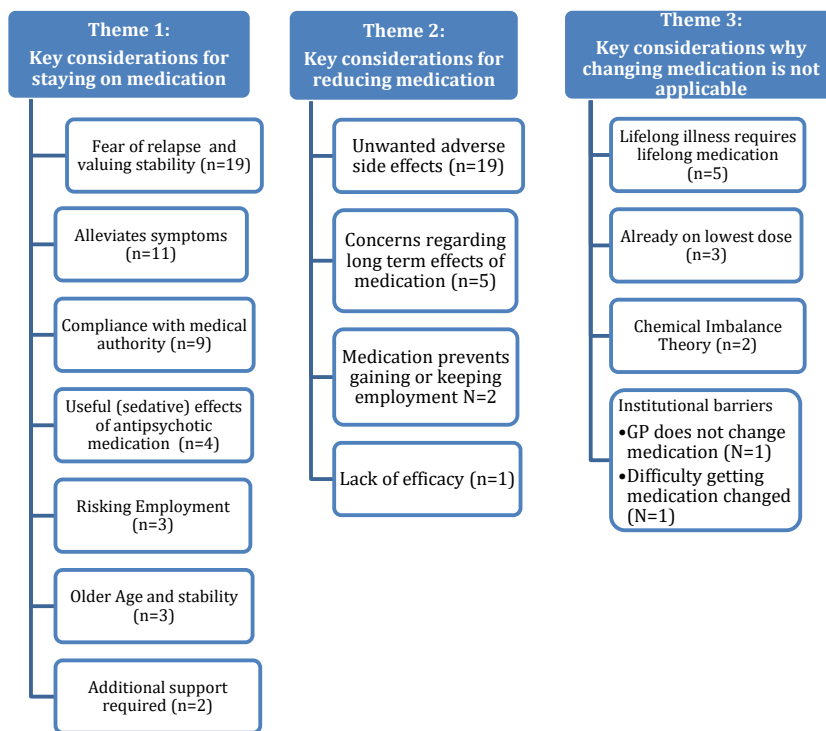 Theme 1:
Key considerations for
staying on medication
Fear of relapse and
valuing stability (n=19)
Alleviates symptoms
(n=11)
Compliance with medical
authority (n=9)
Useful (sedative) effects
of antipsychotic
medication (n=4)
Risking Employment
(n=3)
Older Age and stability
(n=3)
Additional support
required (n=2)
Theme 2:
Key considerations for
reducing medication
Unwanted adverse
side effects (n=19)
Concerns regarding
long term effects of
medication (n=5)
Medication prevents
gaining or keeping
employment N=2
Lack of efficacy (n=1)
Theme 3:
Key considerations why
changing medication is not
applicable
Lifelong illness requires
lifelong medication
(n=5)
Already on lowest dose
(n=3)
Chemical Imbalance
Theory (n=2)
Institutional barriers
•GP does not change
medication (N=1)
•Difficulty getting
medication changed
(N=1)